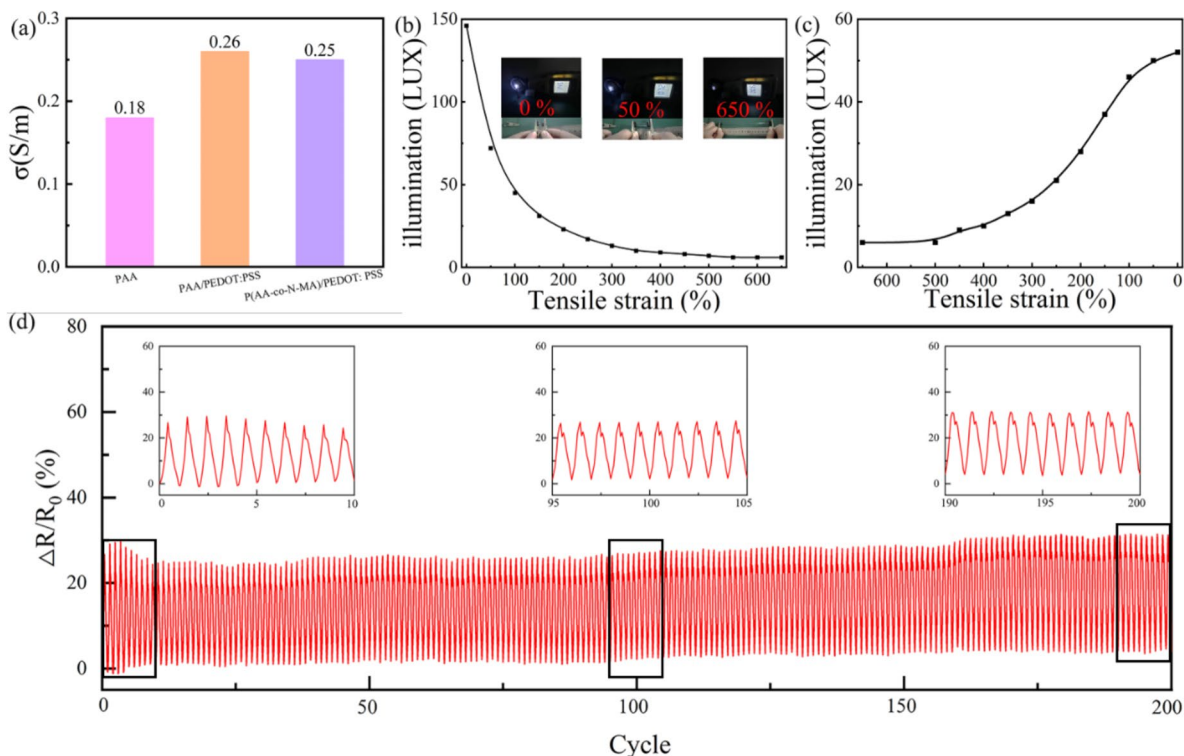 (a)
σ(S/m)
0.3
0.2
0.1
0.0
0.18
0.26
0.25
PAA
PAA/PEDOT:PSS
P(AA-co-N-MA)/PEDOT: PSS
(b)
illumination (LUX)
150
100
50
0
0 %
50 %
650 %
0 100 200 300 400 500 600
Tensile strain (%)
(c)
illumination (LUX)
60
40
20
0
600 500 400 300 200 100 0
Tensile strain (%)
(d)
ΔR/R₀ (%)
80
60
40
20
0
60
40
20
0
0 5 10
60
40
20
0
95 100 105
60
40
20
0
190 195 200
0 50 100 150 200
Cycle